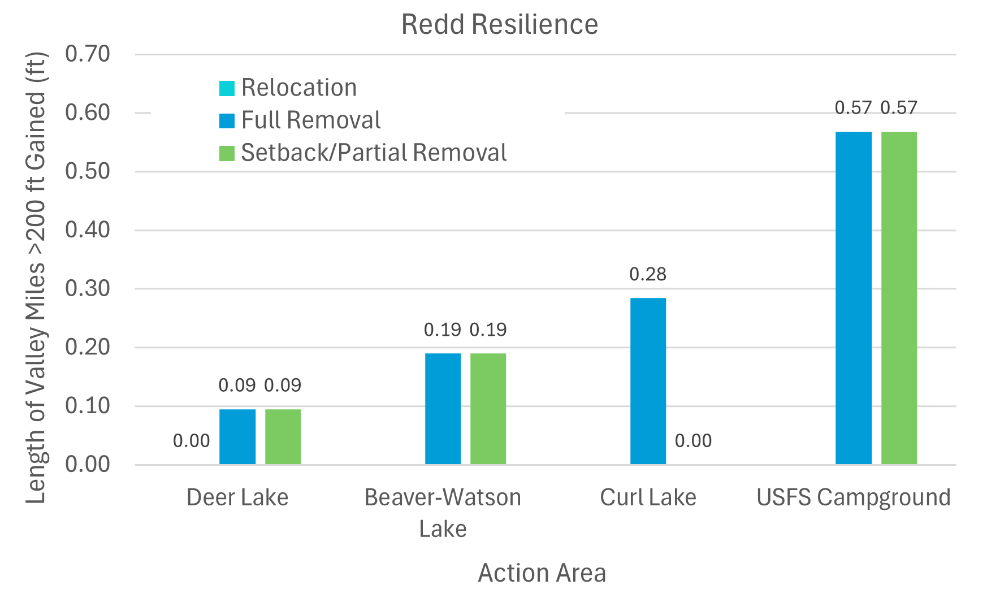 Redd Resilience
Length of Valley Miles >200 ft Gained (ft)
0.70
0.60
0.50
0.40
0.30
0.20
0.10
0.00
Relocation
Full Removal
Setback/Partial Removal
0.00
0.09
0.09
0.19
0.19
0.28
0.00
0.57
0.57
Deer Lake
Beaver-Watson
Lake
Curl Lake
USFS Campground
Action Area